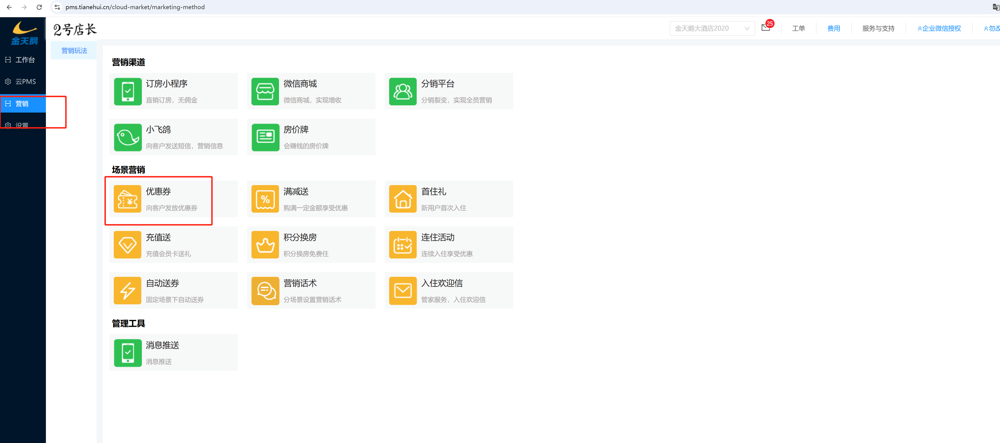 pms.tianehui.cn/cloud-market/marketing-method
金天鹅
2号店长
金天鹅大酒店2020
25
工单
费用
服务与支持
企业微信授权
勿改
工作台
云PMS
营销
设置
营销玩法
营销渠道
订房小程序
直销订房，无佣金
微信商城
微信商城，实现增收
分销平台
分销裂变，实现全员营销
小飞鸽
向客户发送短信，营销信息
房价牌
会赚钱的房价牌
场景营销
优惠券
向客户发放优惠券
满减送
购满一定金额享受优惠
首住礼
新用户首次入住
充值送
充值会员卡送礼
积分换房
积分换房免费住
连住活动
连续入住享受优惠
自动送券
固定场景下自动送券
营销话术
分场景设置营销话术
入住欢迎信
管家服务，入住欢迎信
管理工具
消息推送
消息推送